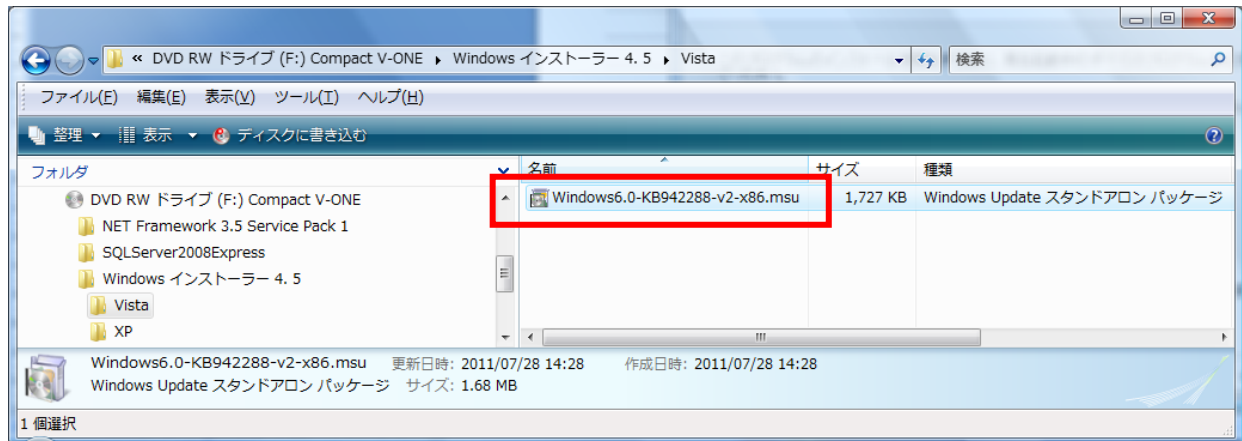 « DVD RW ドライブ (F:) Compact V-ONE ▸ Windows インストーラー 4. 5 ▸ Vista
検索
ファイル(F) 編集(E) 表示(V) ツール(T) ヘルプ(H)
整理 表示 ディスクに書き込む
フォルダ
名前 サイズ 種類
DVD RW ドライブ (F:) Compact V-ONE
NET Framework 3.5 Service Pack 1
SQLServer2008Express
Windows インストーラー 4. 5
Vista
XP
Windows6.0-KB942288-v2-x86.msu 1,727 KB Windows Update スタンドアロン パッケージ
Windows6.0-KB942288-v2-x86.msu 更新日時: 2011/07/28 14:28 作成日時: 2011/07/28 14:28
Windows Update スタンドアロン パッケージ サイズ: 1.68 MB
1 個選択